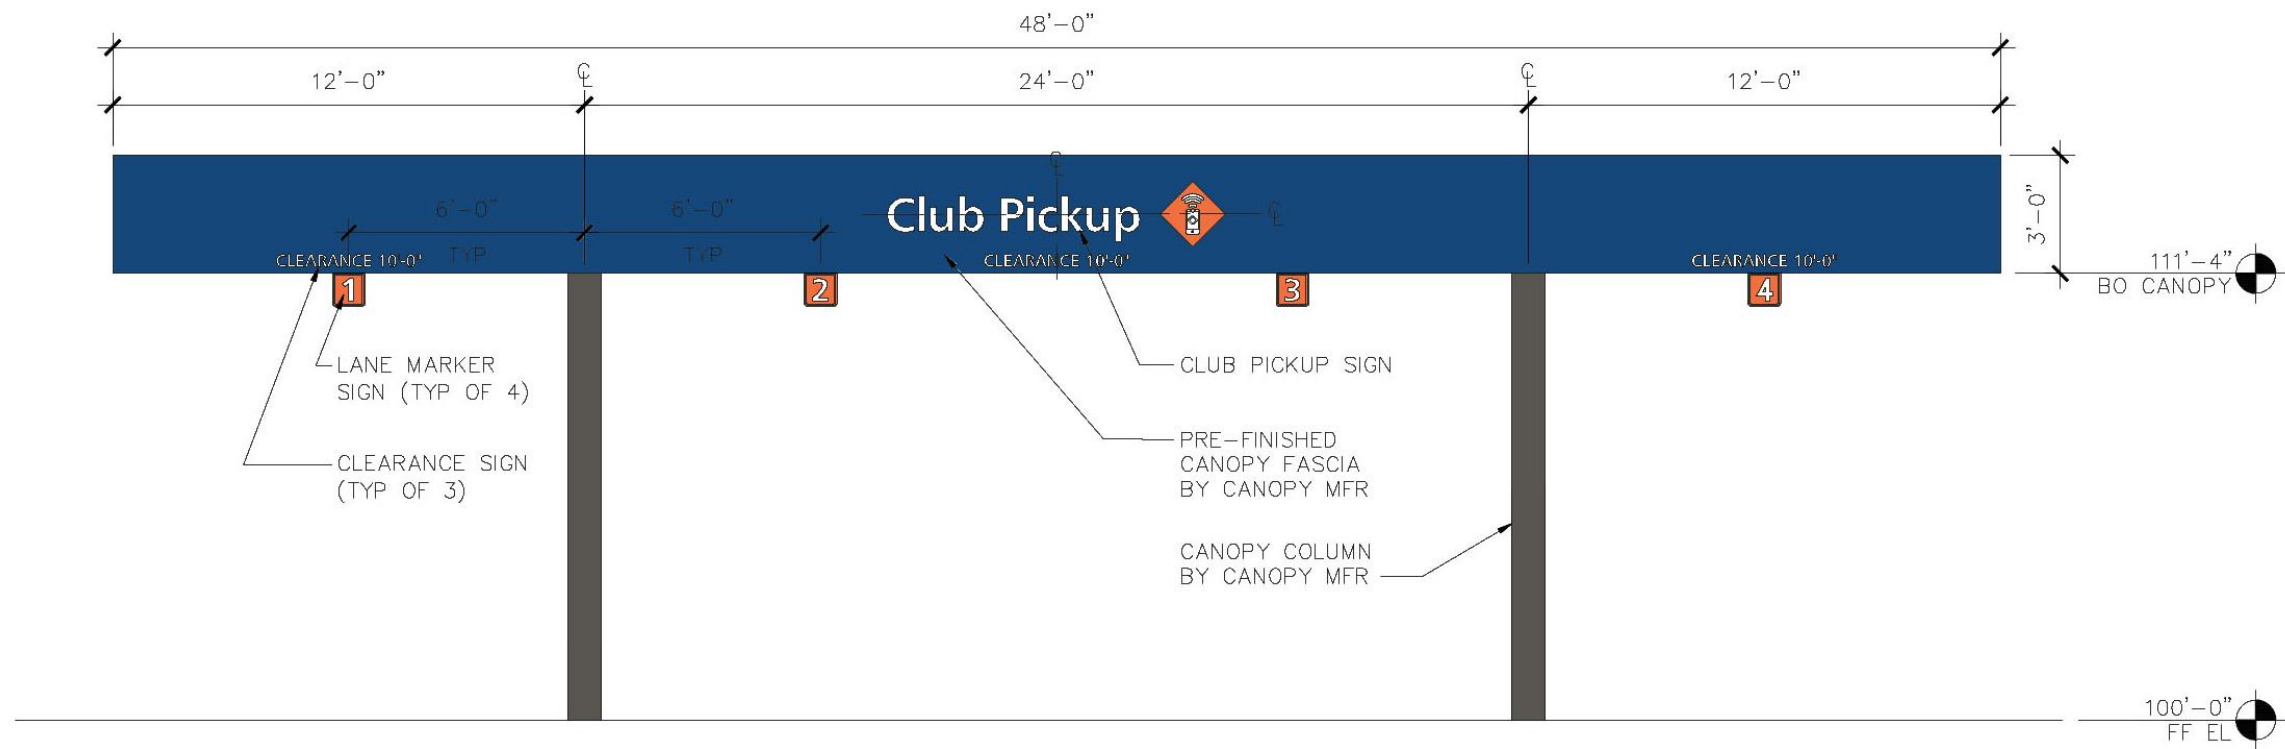 48'-0"
12'-0"
℄
24'-0"
℄
12'-0"
℄
6'-0"
6'-0"
Club Pickup
℄
3'-0"
TYP
TYP
CLEARANCE 10'-0"
CLEARANCE 10'-0"
CLEARANCE 10'-0"
111'-4"
BO CANOPY
1
2
3
4
LANE MARKER
SIGN (TYP OF 4)
CLUB PICKUP SIGN
CLEARANCE SIGN
(TYP OF 3)
PRE-FINISHED
CANOPY FASCIA
BY CANOPY MFR
CANOPY COLUMN
BY CANOPY MFR
100'-0"
FF EL